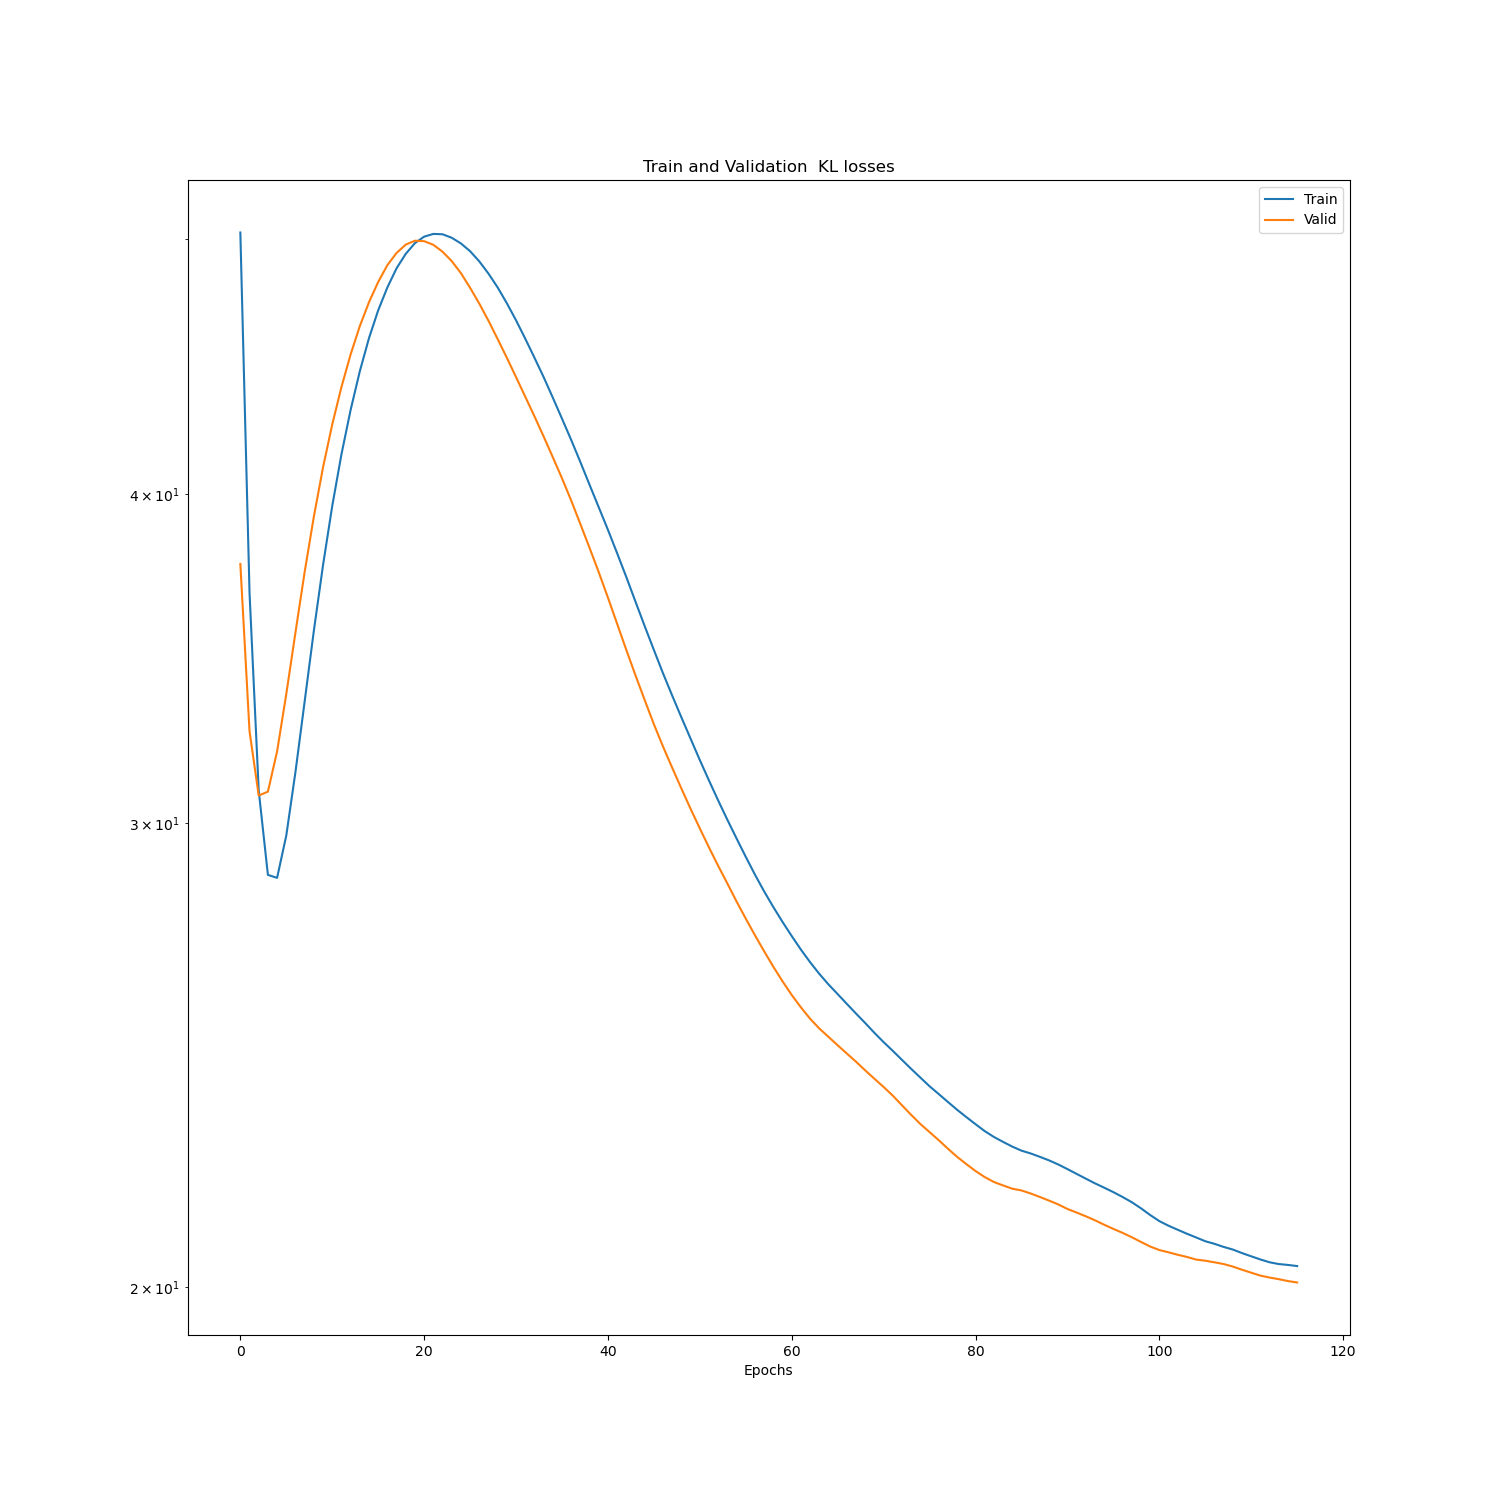 Train and Validation  KL losses
Train
Valid
4 × 10¹
3 × 10¹
2 × 10¹
0 20 40 60 80 100 120
Epochs